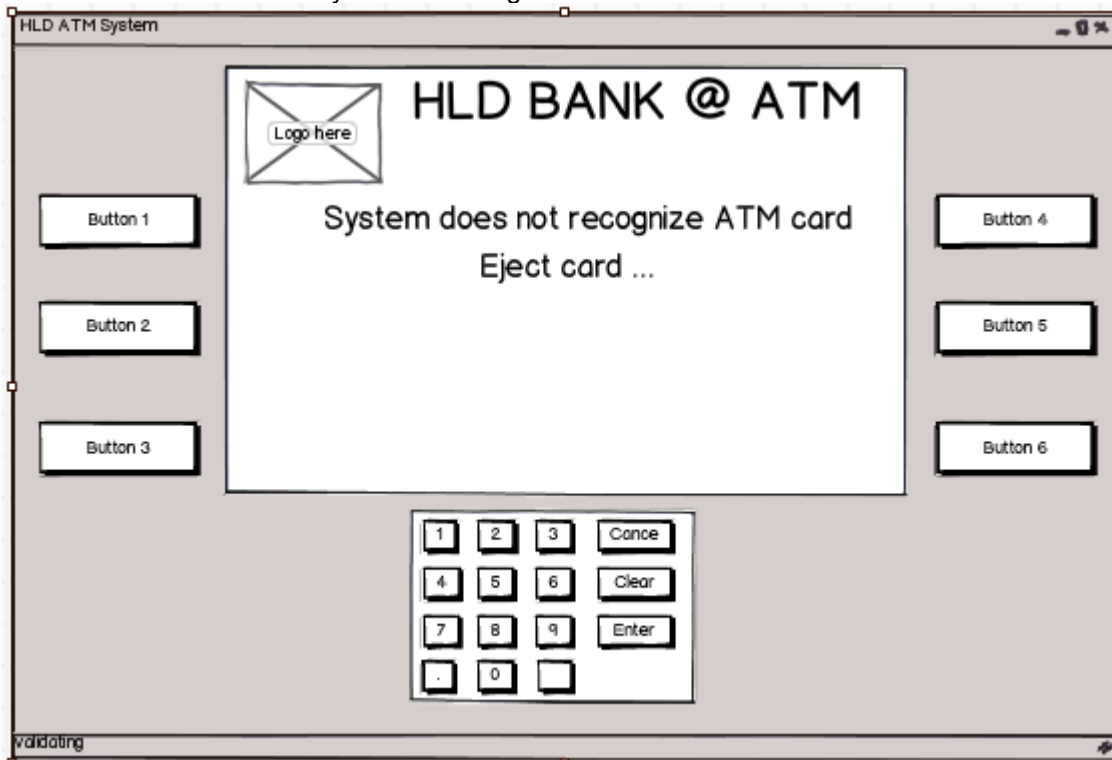 HLD ATM System
HLD BANK @ ATM
Logo here
System does not recognize ATM card
Eject card ...
Button 1
Button 4
Button 2
Button 5
Button 3
Button 6
1 2 3 Cance
4 5 6 Clear
7 8 9 Enter
. 0
validating